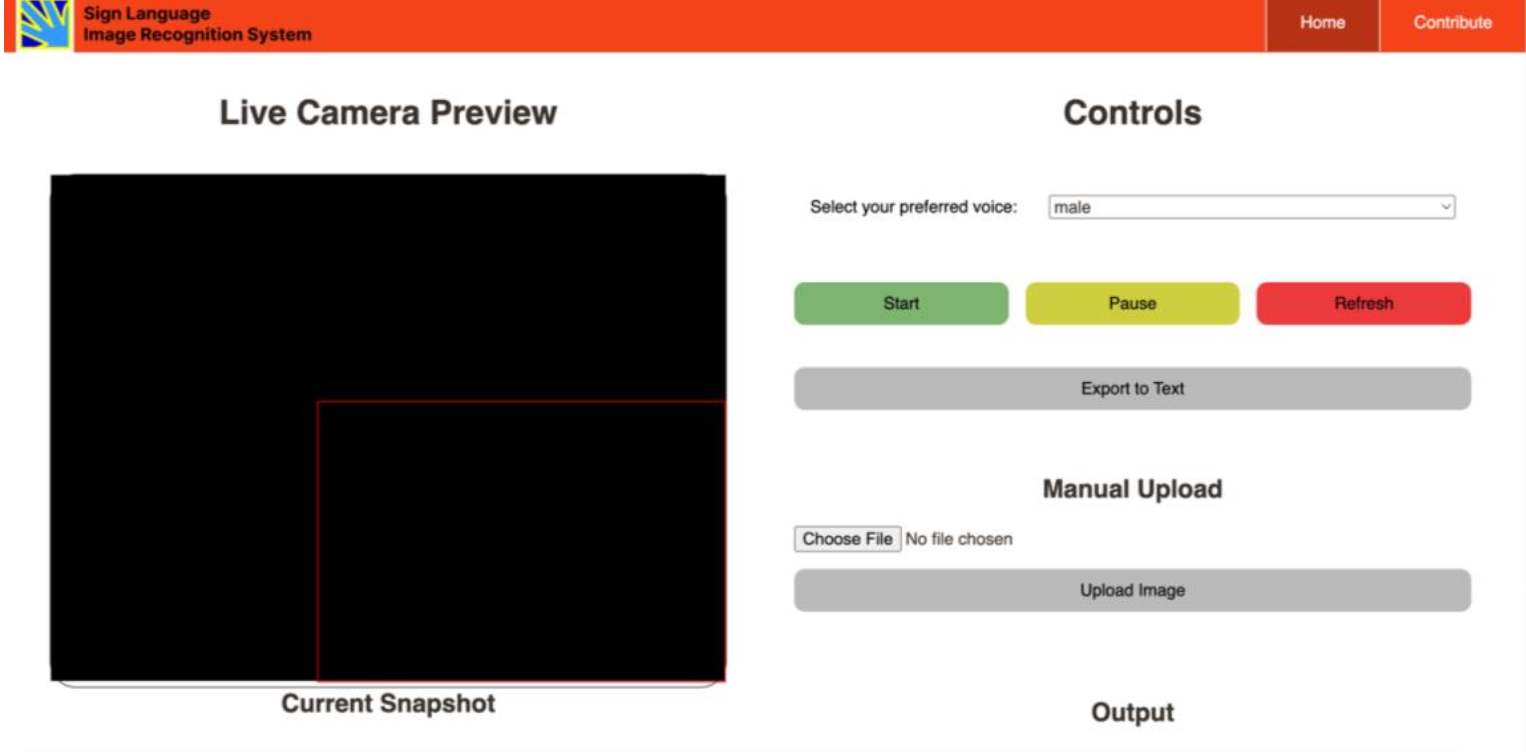 Sign Language
Image Recognition System
Home
Contribute
Live Camera Preview
Controls
Select your preferred voice:
male
Start
Pause
Refresh
Export to Text
Manual Upload
Choose File No file chosen
Upload Image
Current Snapshot
Output